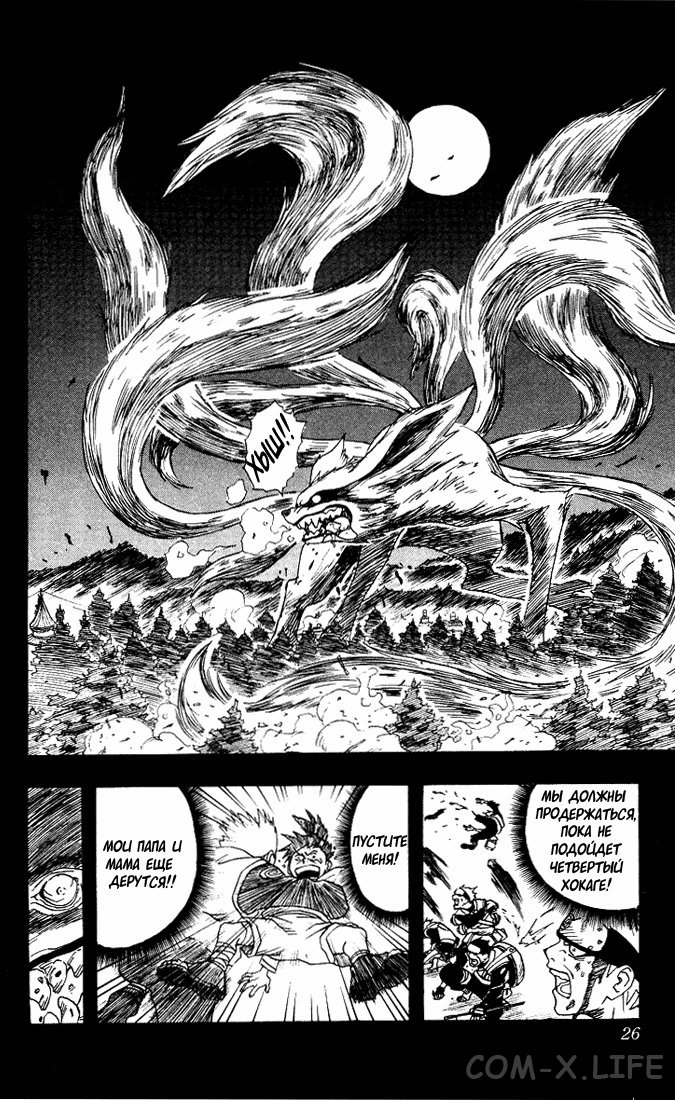 ХЫШ!!
МЫ ДОЛЖНЫ
ПРОДЕРЖАТЬСЯ,
ПОКА НЕ
ПОДОЙДЕТ
ЧЕТВЕРТЫЙ
ХОКАГЕ!
ПУСТИТЕ
МЕНЯ!
МОИ ПАПА И
МАМА ЕЩЕ
ДЕРУТСЯ!!
26
COM-X.LIFE